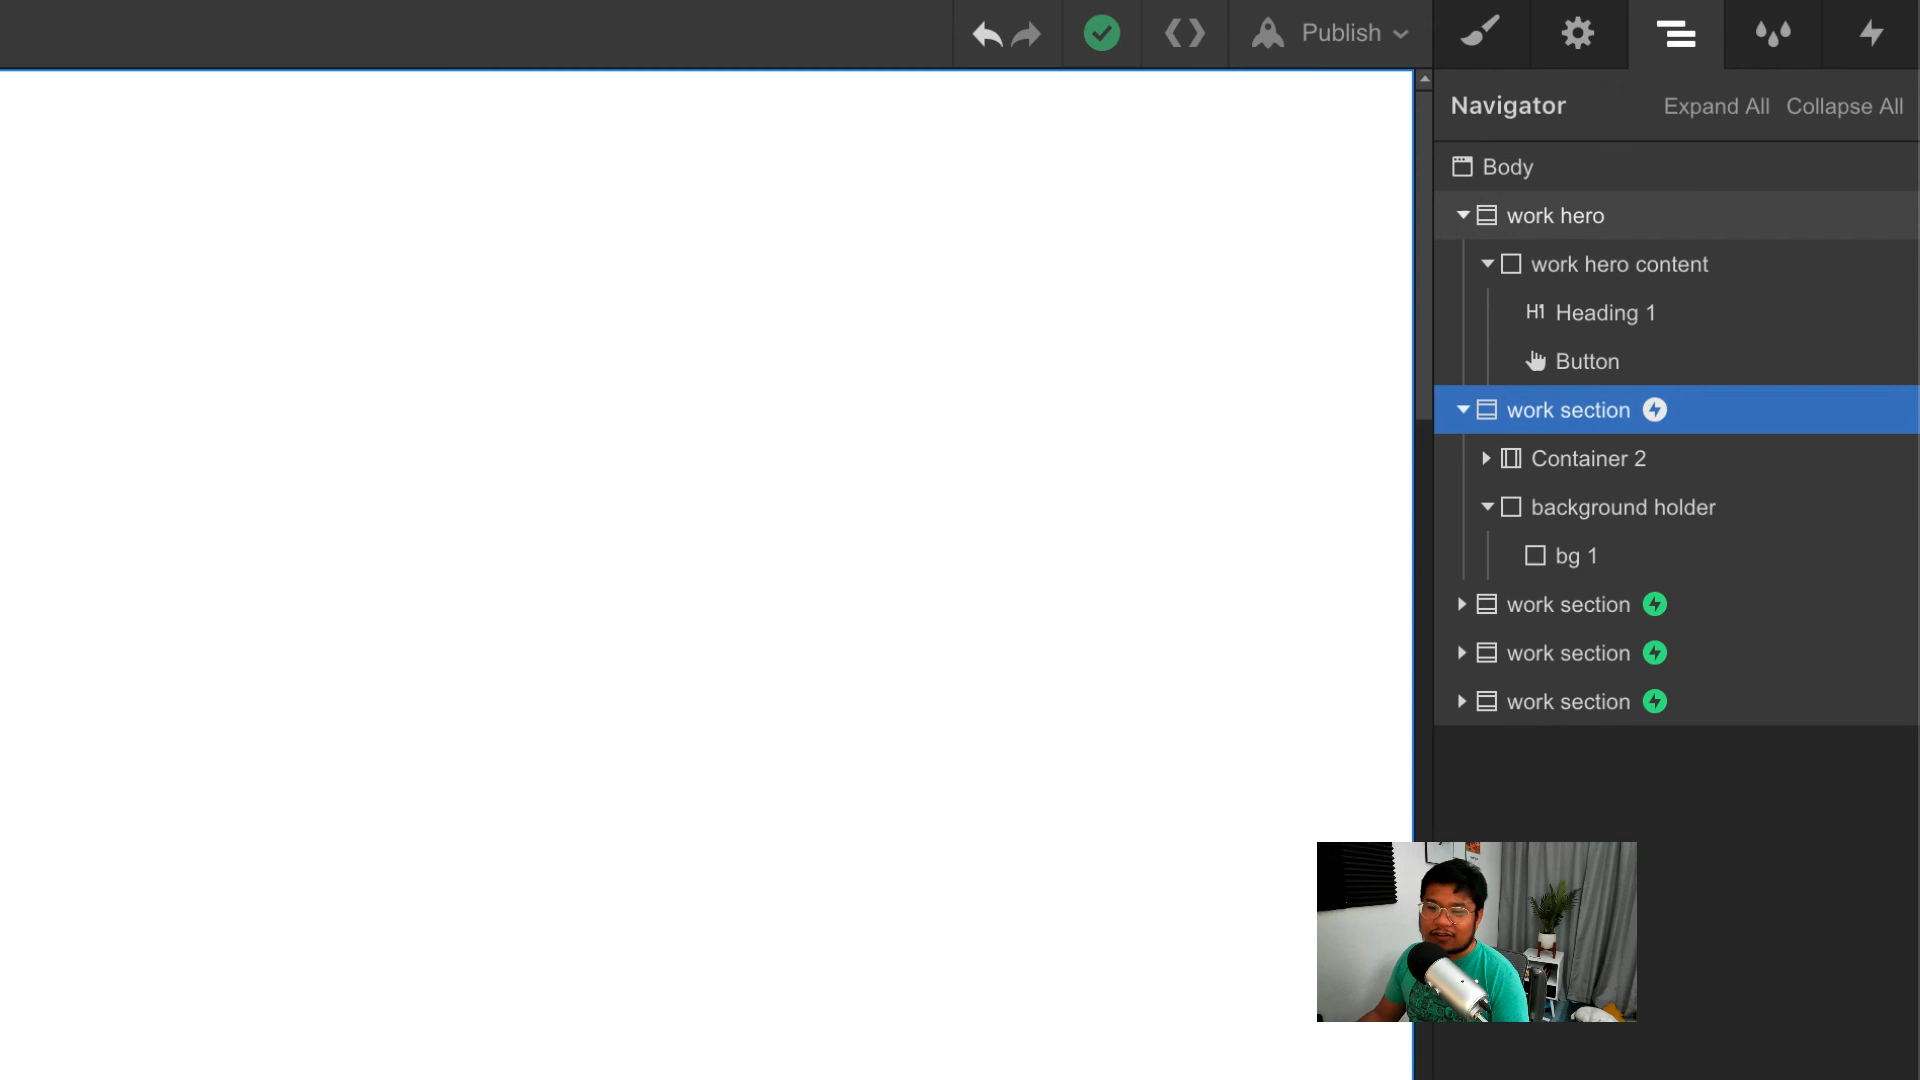 Publish
Navigator Expand All Collapse All
Body
work hero
work hero content
H1 Heading 1
Button
work section
Container 2
background holder
bg 1
work section
work section
work section